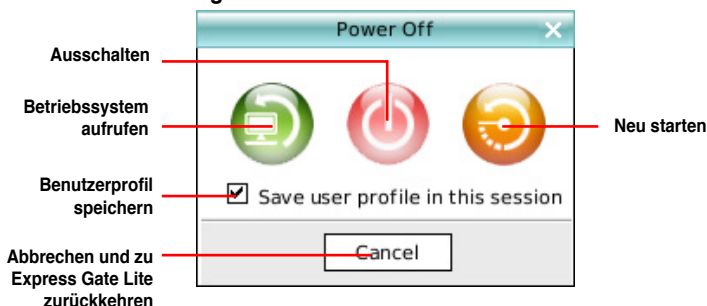 Power Off
Ausschalten
Betriebssystem
aufrufen
Neu starten
Benutzerprofil
speichern
Save user profile in this session
Abbrechen und zu
Express Gate Lite
zurückkehren
Cancel